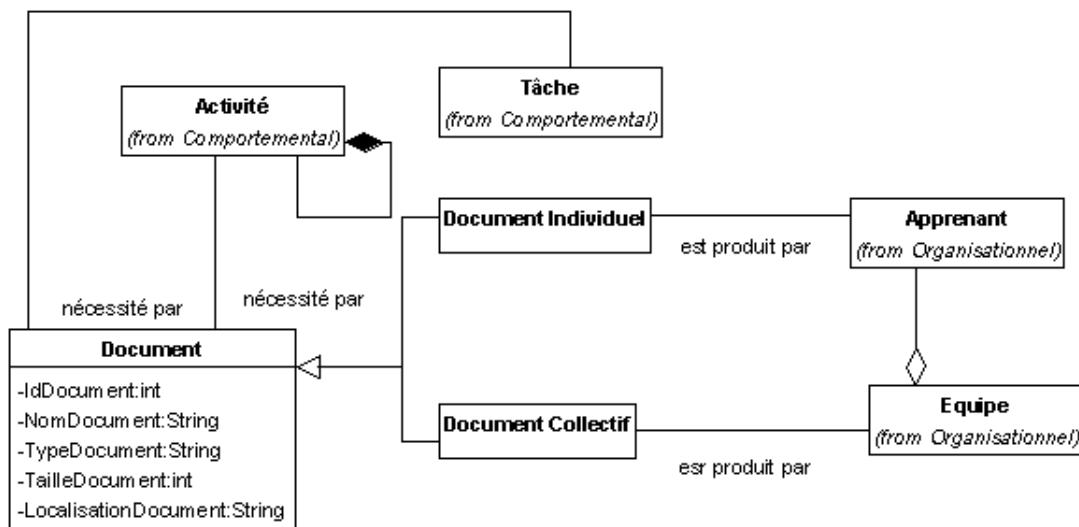 Tâche
(from Comportemental)
Activité
(from Comportemental)
Document Individuel
est produit par
Apprenant
(from Organisationnel)
nécessité par
nécessité par
Document
-IdDocument:int
-NomDocument:String
-TypeDocument:String
-TailleDocument:int
-LocalisationDocument:String
Document Collectif
esr produit par
Equipe
(from Organisationnel)